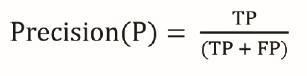 Precision(P) = TP / (TP + FP)